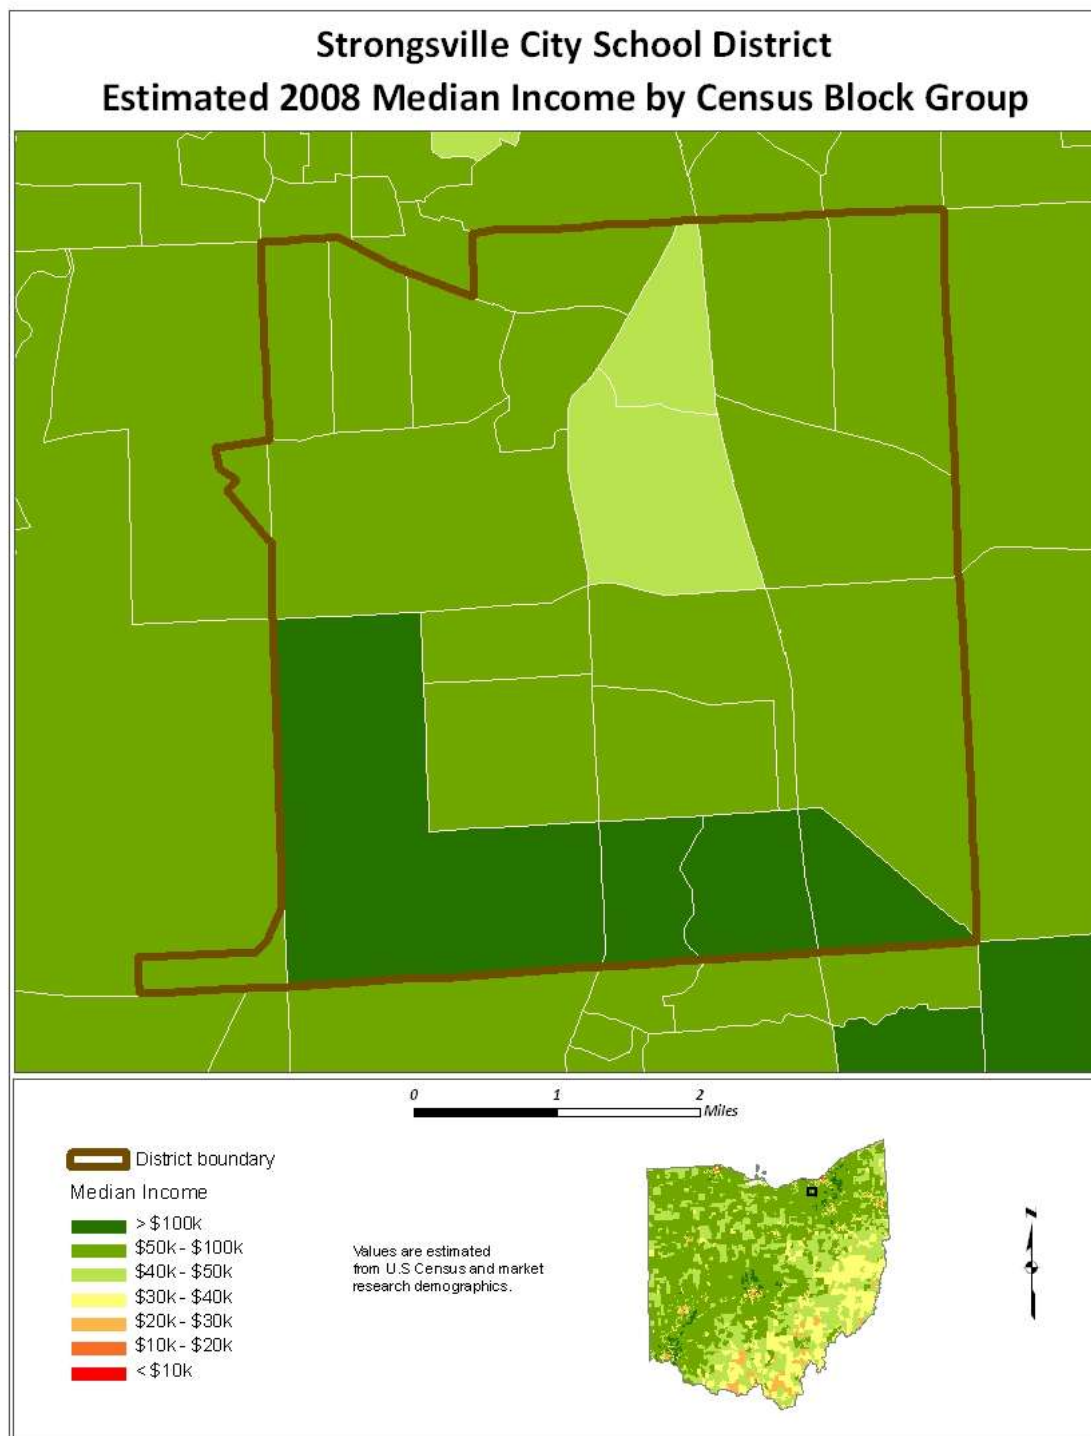 Strongsville City School District
Estimated 2008 Median Income by Census Block Group
0 1 2
Miles
District boundary
Median Income
> $100k
$50k - $100k
$40k - $50k
$30k - $40k
$20k - $30k
$10k - $20k
< $10k
Values are estimated
from U.S Census and market
research demographics.
N